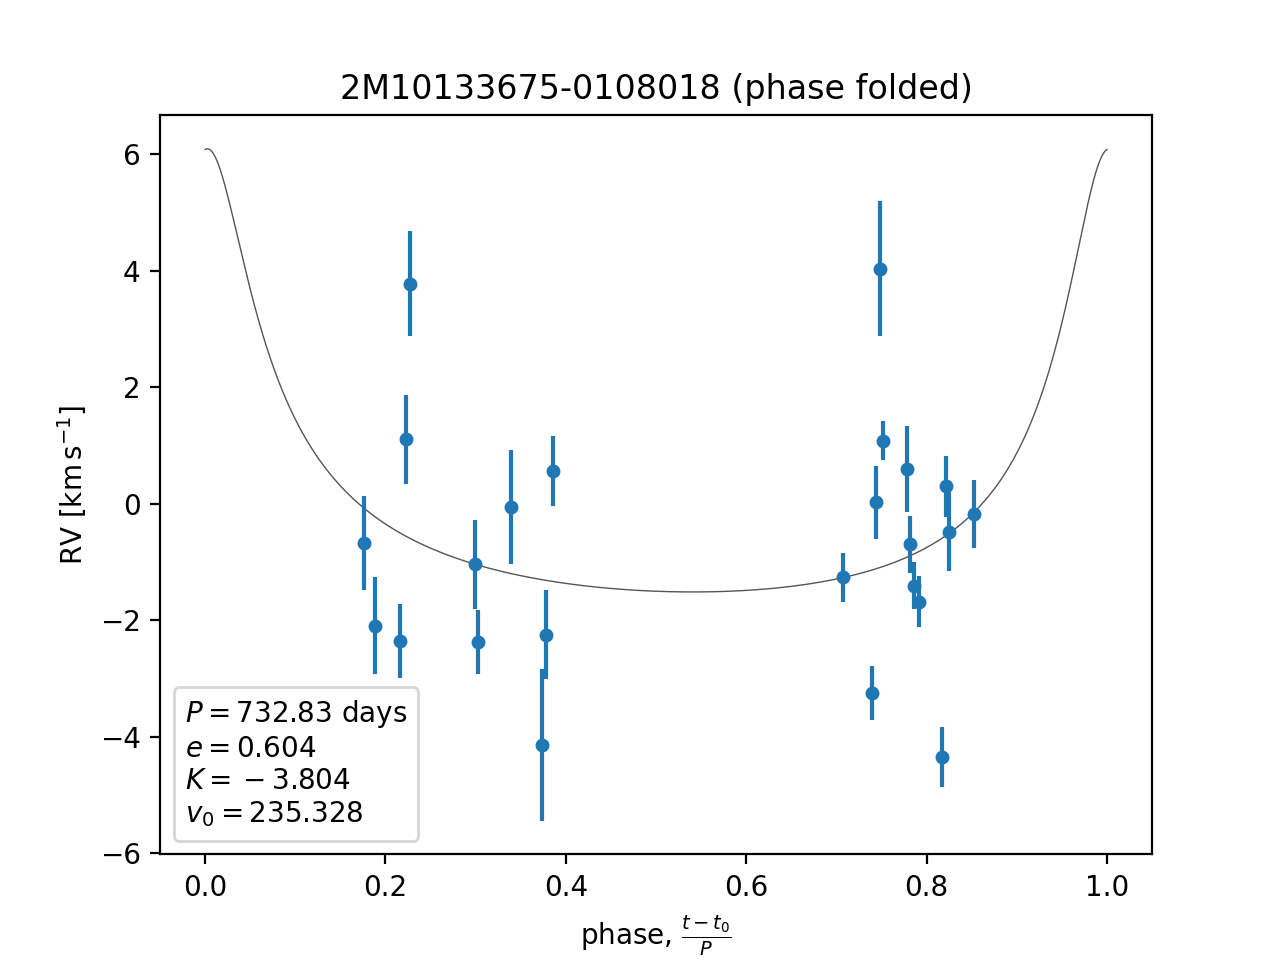 2M10133675-0108018 (phase folded)
RV [km s⁻¹]
6
4
2
0
−2
−4
−6
P = 732.83 days
e = 0.604
K = −3.804
v₀ = 235.328
0.0 0.2 0.4 0.6 0.8 1.0
phase, (t − t₀)/P